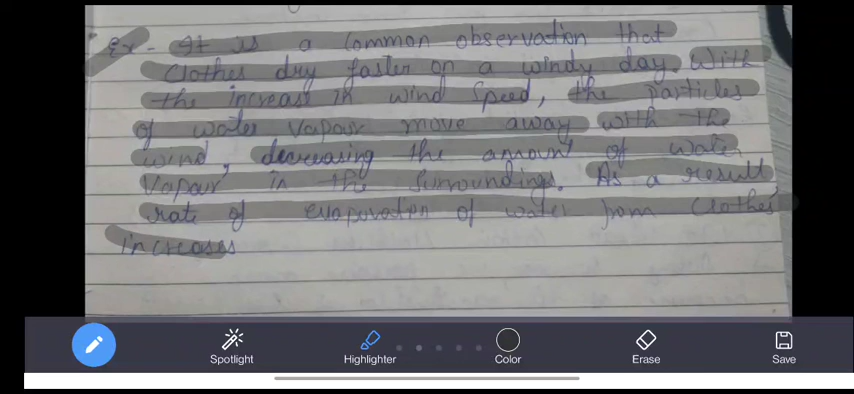 Ex - It is a common observation that
clothes dry faster on a windy day. With
the increase in wind speed, the particles
of water vapour move away with the
wind, decreasing the amount of water
vapour in the surroundings. As a result
rate of evaporation of water from clothes
increases
Spotlight Highlighter Color Erase Save